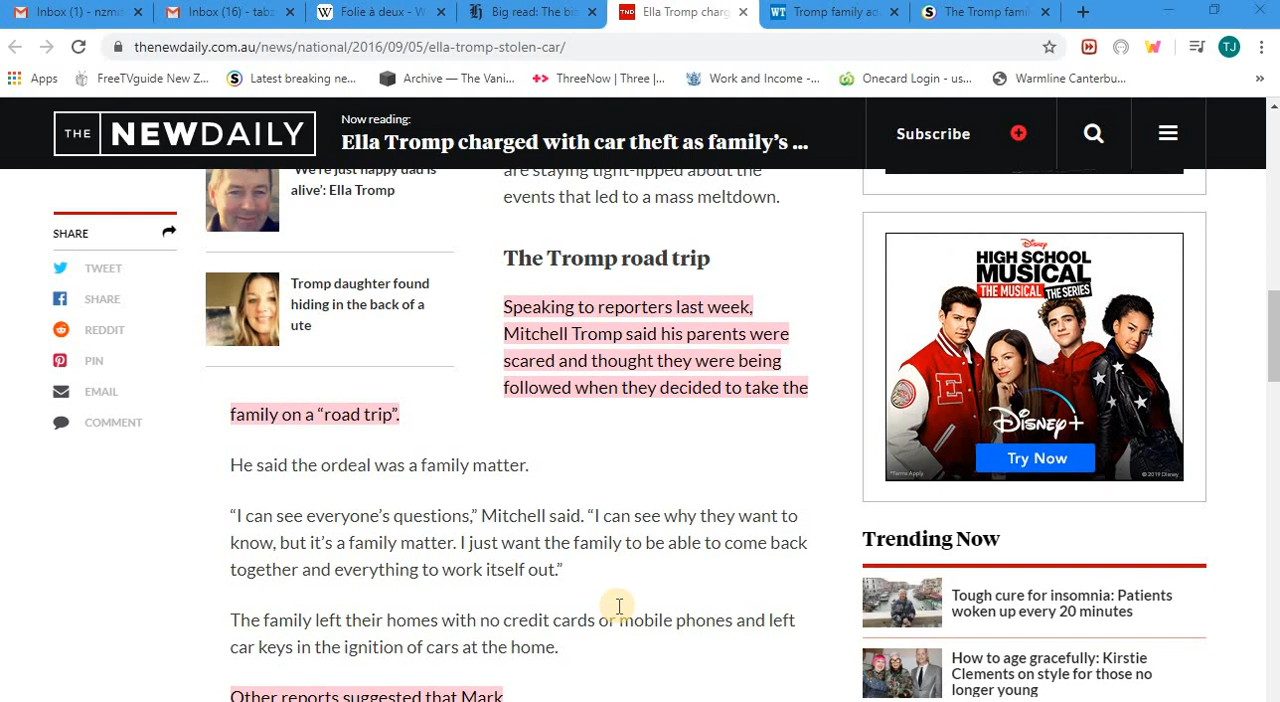 Inbox (1) - nzmd
Inbox (16) - tabs
W Folie à deux - W
Big read: The bi
TND Ella Tromp charg
WT Tromp family ad
S The Tromp famil
thenewdaily.com.au/news/national/2016/09/05/ella-tromp-stolen-car/
TJ
Apps
FreeTVguide New Z...
S Latest breaking ne...
Archive — The Vani...
ThreeNow | Three |...
Work and Income -...
Onecard Login - us...
Warmline Canterbu...
»
THE NEWDAILY
Now reading:
Ella Tromp charged with car theft as family's ...
Subscribe
SHARE
TWEET
SHARE
REDDIT
PIN
EMAIL
COMMENT
'We're just happy dad is
alive': Ella Tromp
Tromp daughter found
hiding in the back of a
ute
are staying tight-lipped about the
events that led to a mass meltdown.
The Tromp road trip
Speaking to reporters last week,
Mitchell Tromp said his parents were
scared and thought they were being
followed when they decided to take the
family on a “road trip”.
He said the ordeal was a family matter.
“I can see everyone’s questions,” Mitchell said. “I can see why they want to
know, but it’s a family matter. I just want the family to be able to come back
together and everything to work itself out.”
The family left their homes with no credit cards or mobile phones and left
car keys in the ignition of cars at the home.
Other reports suggested that Mark
Disney
HIGH SCHOOL
MUSICAL
THE MUSICAL THE SERIES
E
Disney+
Try Now
*Terms Apply
© 2019 Disney
Trending Now
Tough cure for insomnia: Patients
woken up every 20 minutes
How to age gracefully: Kirstie
Clements on style for those no
longer young